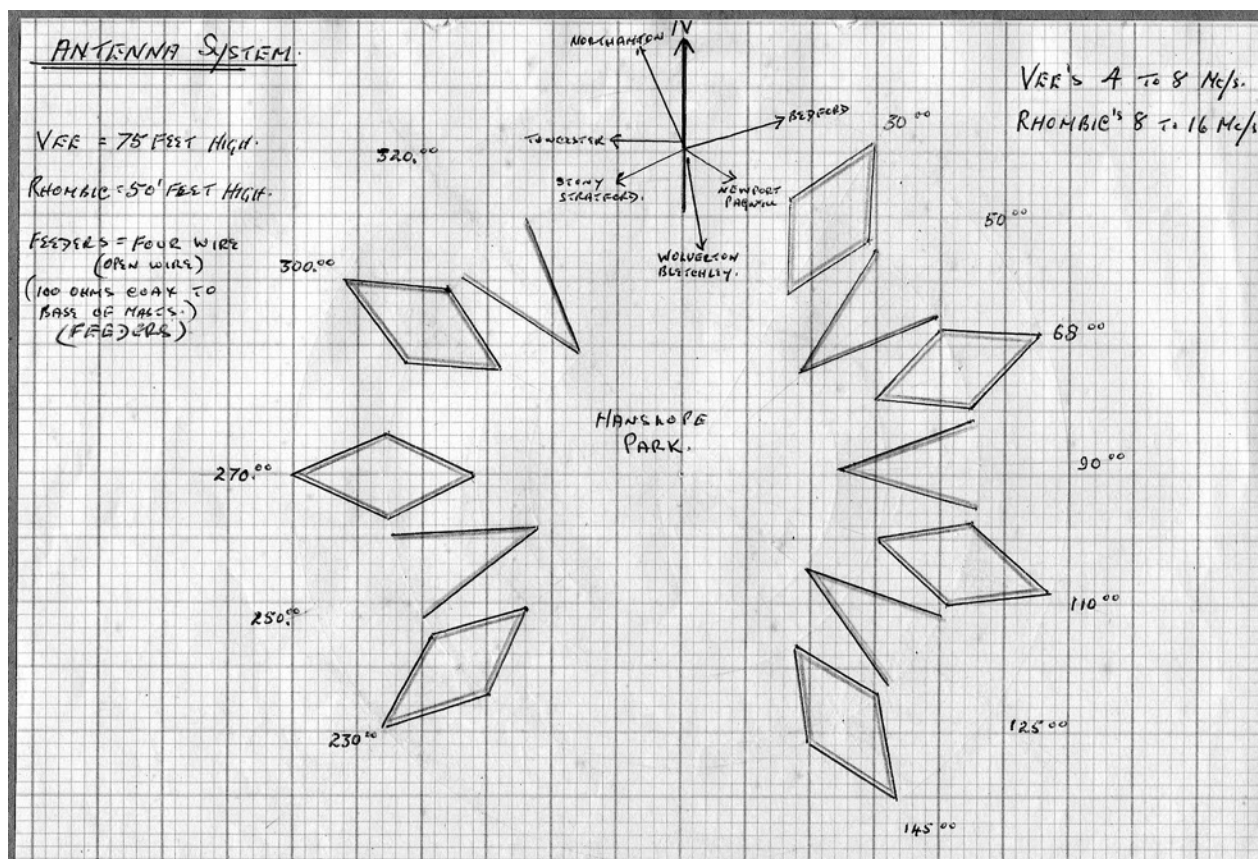 ANTENNA SYSTEM.
VEE = 75 FEET HIGH.
RHOMBIC = 50' FEET HIGH.
FEEDERS = FOUR WIRE
(OPEN WIRE)
(100 OHMS COAX TO
BASE OF MASTS.)
(FEEDERS)
N
NORTHAMTON
BEDFORD
TOWCESTER
STONY
STRATFORD.
NEWPORT
PAGNELL
WOLVERTON
BLETCHLEY.
VEE'S 4 TO 8 Mc/s.
RHOMBIC'S 8 TO 16 Mc/s
30.00
50 00
68 00
90 00
110 00
125 00
145 00
230 00
250.00
270.00
300.00
320.00
HANSLOPE
PARK.